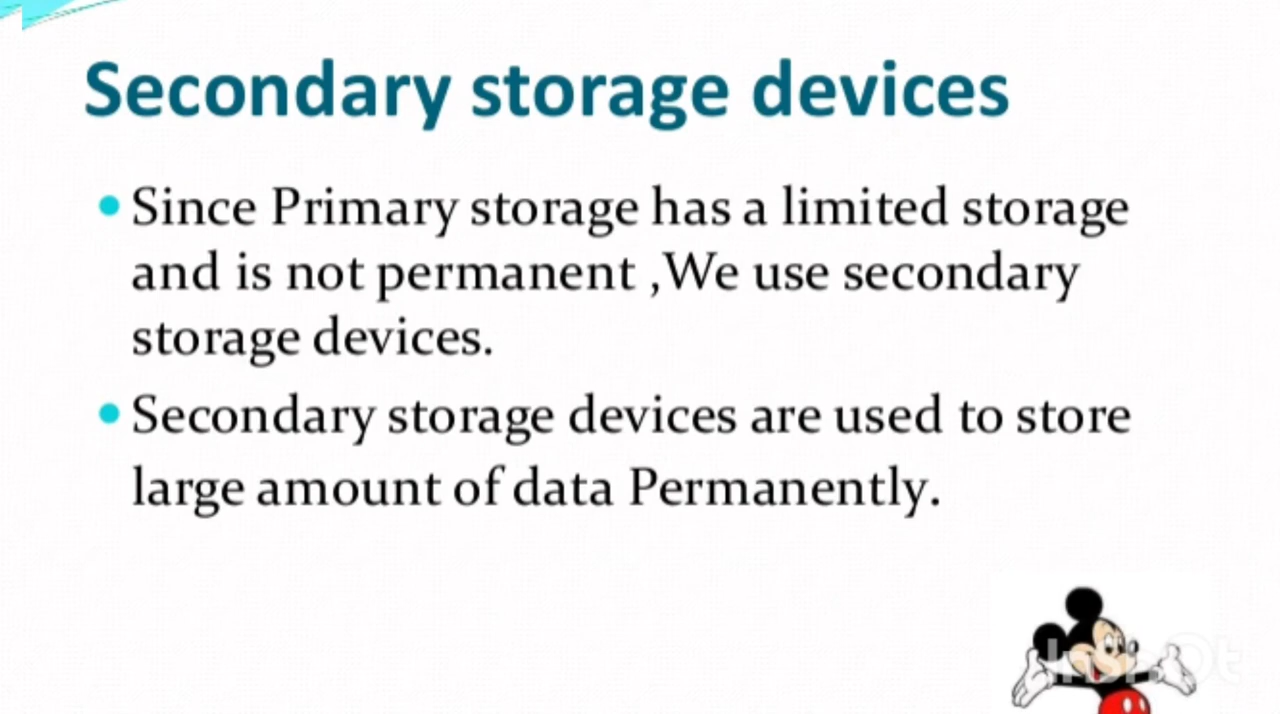 Secondary storage devices
Since Primary storage has a limited storage
and is not permanent ,We use secondary
storage devices.
Secondary storage devices are used to store
large amount of data Permanently.
InShOt